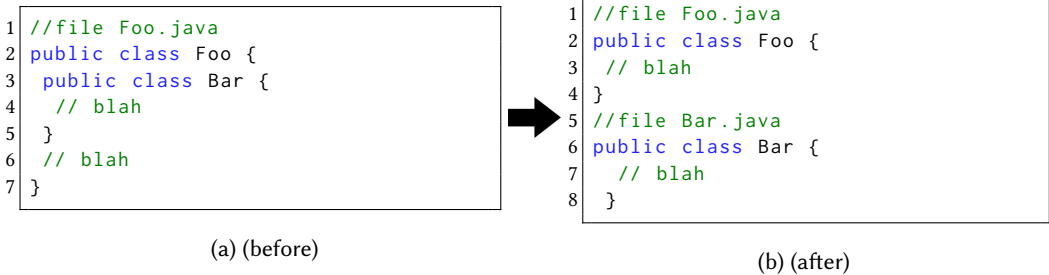 1 //file Foo.java
2 public class Foo {
3  public class Bar {
4   // blah
5  }
6  // blah
7 }
(a) (before)
1 //file Foo.java
2 public class Foo {
3  // blah
4 }
5 //file Bar.java
6 public class Bar {
7   // blah
8  }
(b) (after)